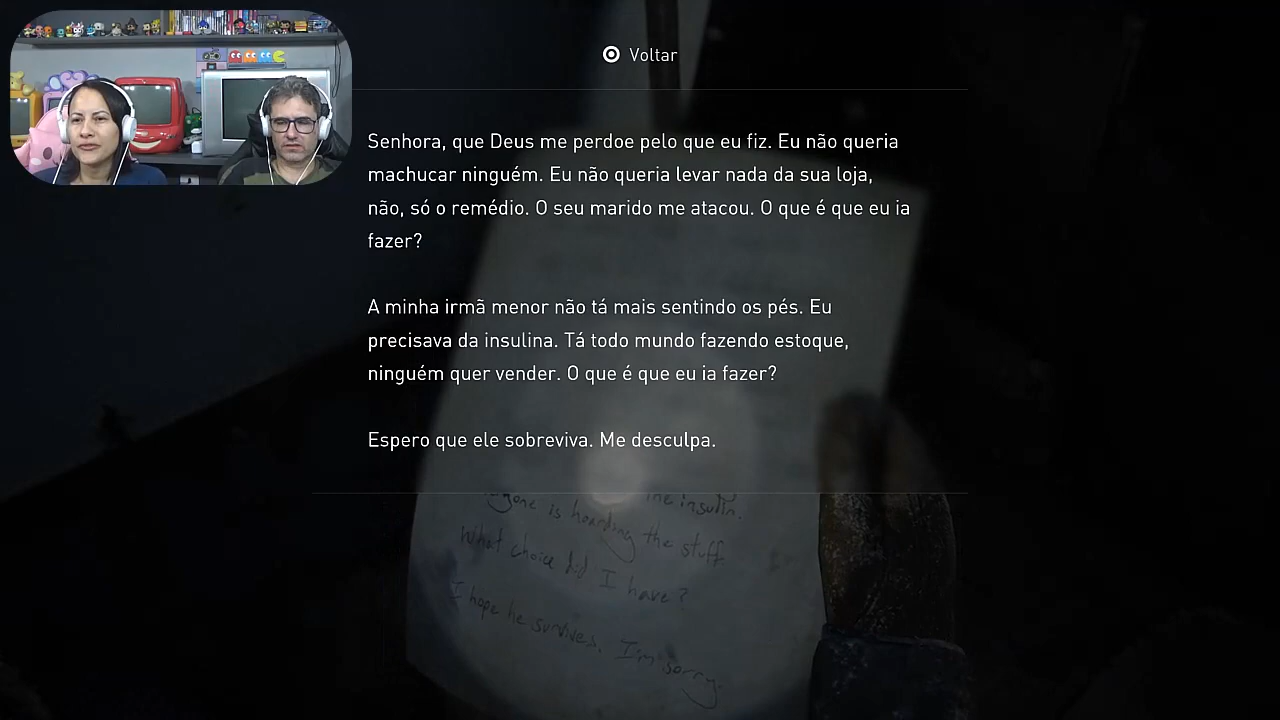 Voltar
Senhora, que Deus me perdoe pelo que eu fiz. Eu não queria
machucar ninguém. Eu não queria levar nada da sua loja,
não, só o remédio. O seu marido me atacou. O que é que eu ia
fazer?
A minha irmã menor não tá mais sentindo os pés. Eu
precisava da insulina. Tá todo mundo fazendo estoque,
ninguém quer vender. O que é que eu ia fazer?
Espero que ele sobreviva. Me desculpa.
the insulin.
is hoarding the stuff.
What choice did I have?
I hope he survives. I'm sorry.